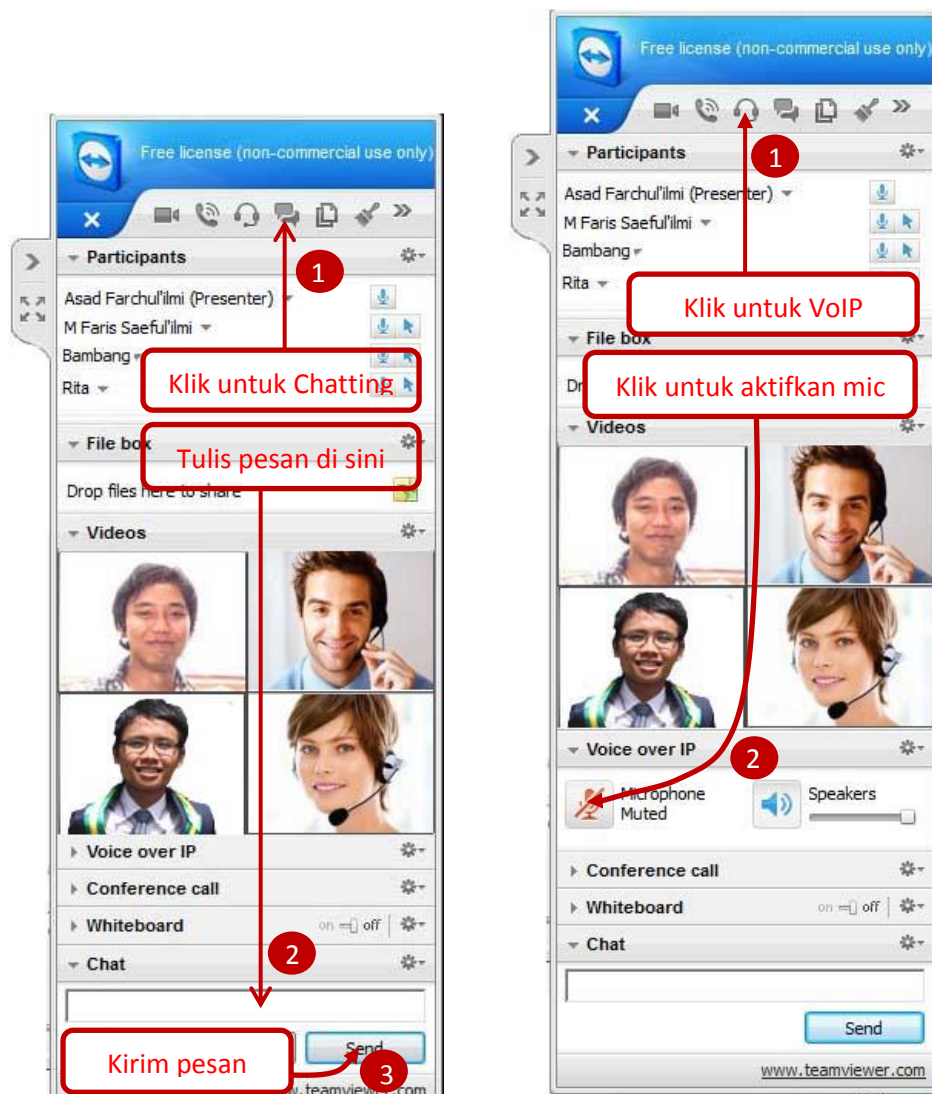 Free license (non-commercial use only)
1
Participants
Asad Farchul'ilmi (Presenter)
M Faris Saeful'ilmi
Bambang
Rita
Klik untuk Chatting
File box
Tulis pesan di sini
Drop files here to share
Videos
Voice over IP
Conference call
Whiteboard on off
2
Chat
Send
Kirim pesan
3
.teamviewer.com
Free license (non-commercial use only)
Participants
1
Asad Farchul'ilmi (Presenter)
M Faris Saeful'ilmi
Bambang
Rita
Klik untuk VoIP
File box
Klik untuk aktifkan mic
Videos
Voice over IP
2
Microphone
Muted
Speakers
Conference call
Whiteboard on off
Chat
Send
www.teamviewer.com